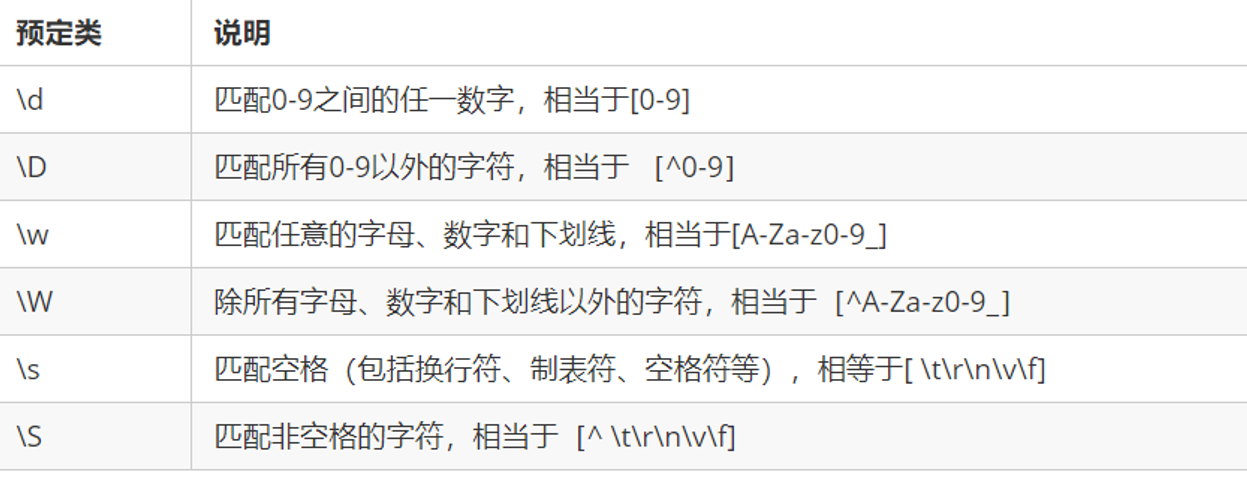 预定类 说明
\d 匹配0-9之间的任一数字，相当于[0-9]
\D 匹配所有0-9以外的字符，相当于 [^0-9]
\w 匹配任意的字母、数字和下划线，相当于[A-Za-z0-9_]
\W 除所有字母、数字和下划线以外的字符，相当于 [^A-Za-z0-9_]
\s 匹配空格（包括换行符、制表符、空格符等），相等于[ \t\r\n\v\f]
\S 匹配非空格的字符，相当于 [^ \t\r\n\v\f]